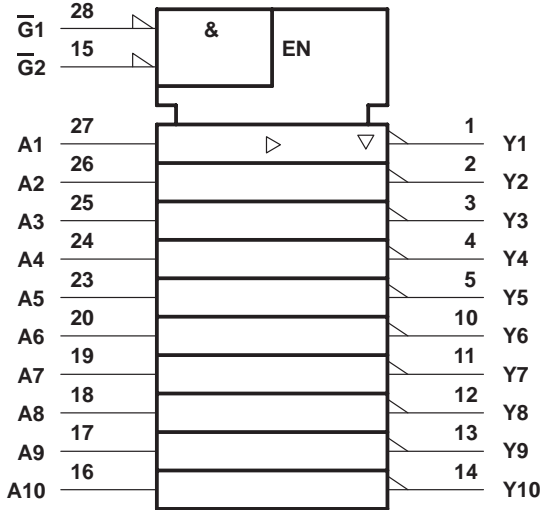 G̅1 28
&
G̅2 15
EN
A1 27 1 Y1
A2 26 2 Y2
A3 25 3 Y3
A4 24 4 Y4
A5 23 5 Y5
A6 20 10 Y6
A7 19 11 Y7
A8 18 12 Y8
A9 17 13 Y9
A10 16 14 Y10